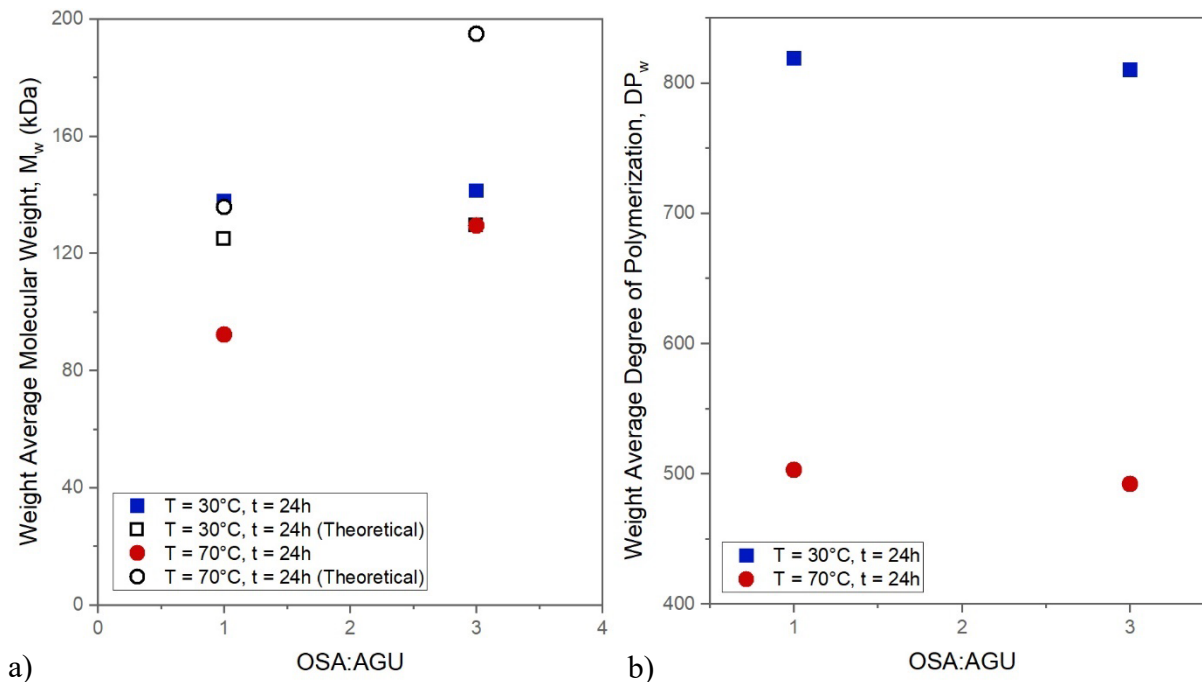 Weight Average Molecular Weight, M_w (kDa)
200
160
120
80
40
0
T = 30°C, t = 24h
T = 30°C, t = 24h (Theoretical)
T = 70°C, t = 24h
T = 70°C, t = 24h (Theoretical)
0 1 2 3 4
OSA:AGU
a)
Weight Average Degree of Polymerization, DP_w
800
700
600
500
400
T = 30°C, t = 24h
T = 70°C, t = 24h
1 2 3
OSA:AGU
b)